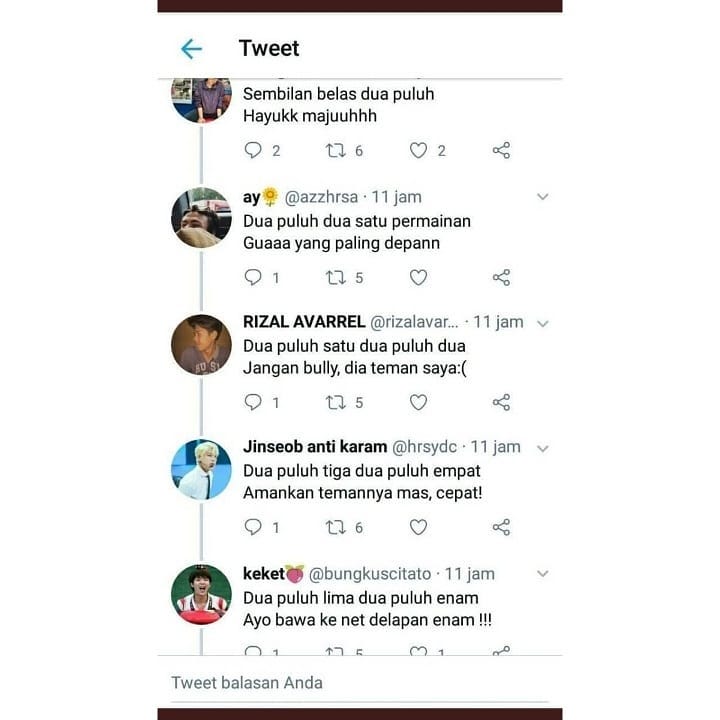 Tweet
Sembilan belas dua puluh
Hayukk majuuhhh
2 6 2
ay🌻 @azzhrsa · 11 jam
Dua puluh dua satu permainan
Guaaa yang paling depann
1 5
RIZAL AVARREL @rizalavar... · 11 jam
Dua puluh satu dua puluh dua
Jangan bully, dia teman saya:(
1 5
Jinseob anti karam @hrsydc · 11 jam
Dua puluh tiga dua puluh empat
Amankan temannya mas, cepat!
1 6
keket🍑 @bungkuscitato · 11 jam
Dua puluh lima dua puluh enam
Ayo bawa ke net delapan enam !!!
1 5 1
Tweet balasan Anda